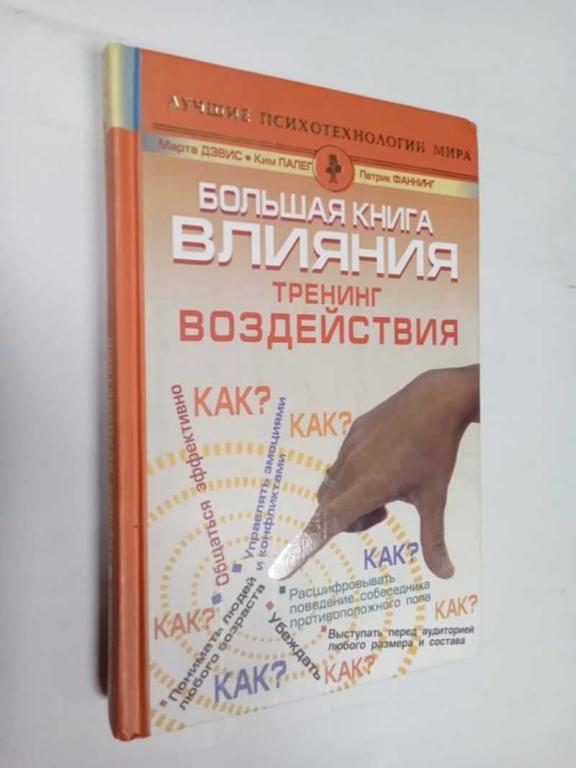 ЛУЧШИЕ ПСИХОТЕХНОЛОГИИ МИРА
Марта ДЭВИС • Ким ПАЛЕГ
Патрик ФАННИНГ
БОЛЬШАЯ КНИГА
ВЛИЯНИЯ
ТРЕНИНГ
ВОЗДЕЙСТВИЯ
КАК?
КАК?
Общаться эффективно
Управлять эмоциями
и конфликтами
КАК?
Расшифровывать
поведение собеседника
противоположного пола
КАК?
КАК?
Понимать людей
любого возраста
Убеждать
Выступать перед аудиторией
любого размера и состава
КАК?
КАК?